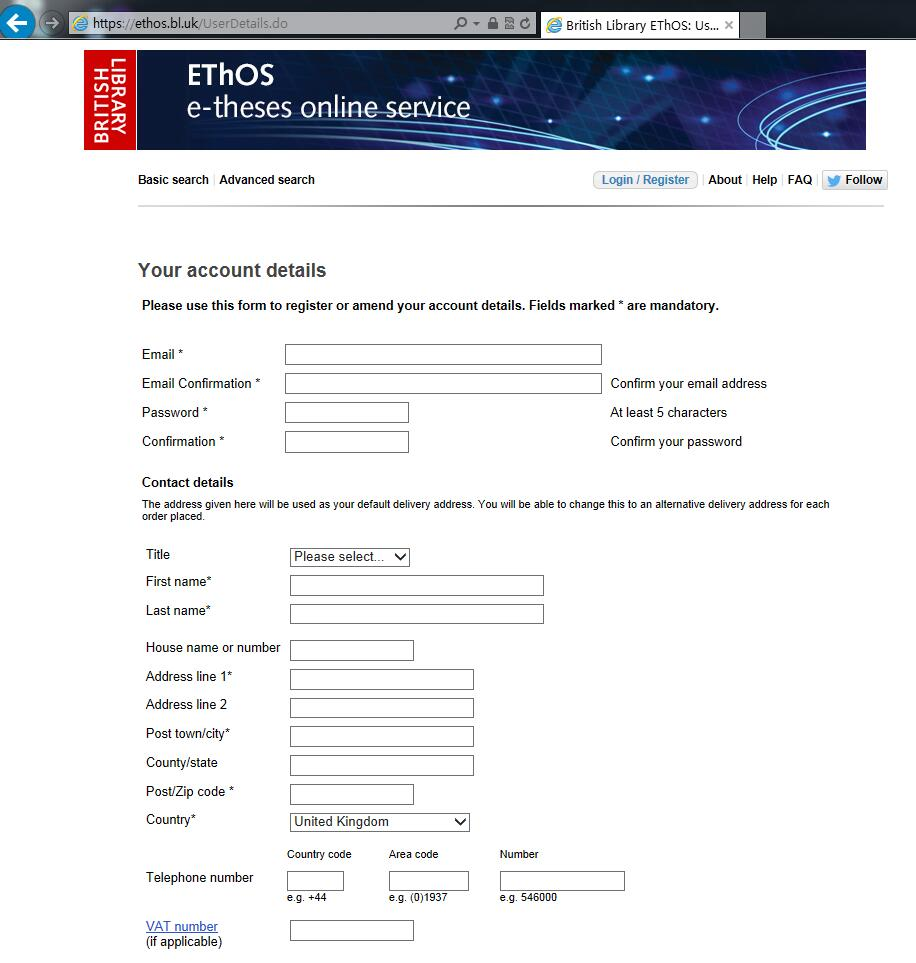 https://ethos.bl.uk/UserDetails.do
British Library EThOS: Us...
BRITISH LIBRARY
EThOS
e-theses online service
Basic search Advanced search Login / Register About Help FAQ Follow
Your account details
Please use this form to register or amend your account details. Fields marked * are mandatory.
Email *
Email Confirmation * Confirm your email address
Password * At least 5 characters
Confirmation * Confirm your password
Contact details
The address given here will be used as your default delivery address. You will be able to change this to an alternative delivery address for each
order placed.
Title Please select...
First name*
Last name*
House name or number
Address line 1*
Address line 2
Post town/city*
County/state
Post/Zip code *
Country* United Kingdom
Country code Area code Number
Telephone number
e.g. +44 e.g. (0)1937 e.g. 546000
VAT number
(if applicable)